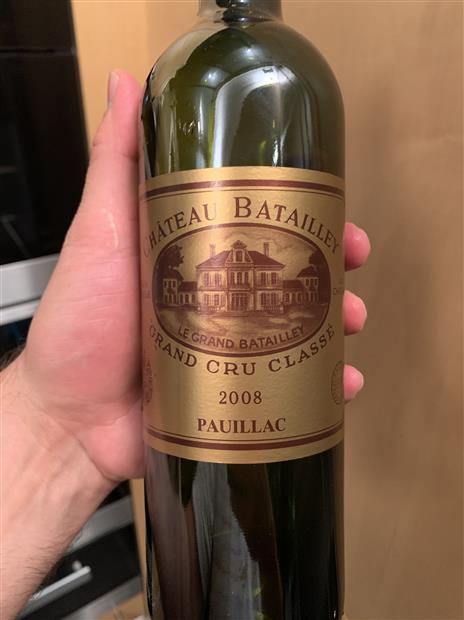 CHÂTEAU BATAILLEY
LE GRAND BATAILLEY
GRAND CRU CLASSÉ
2008
PAUILLAC